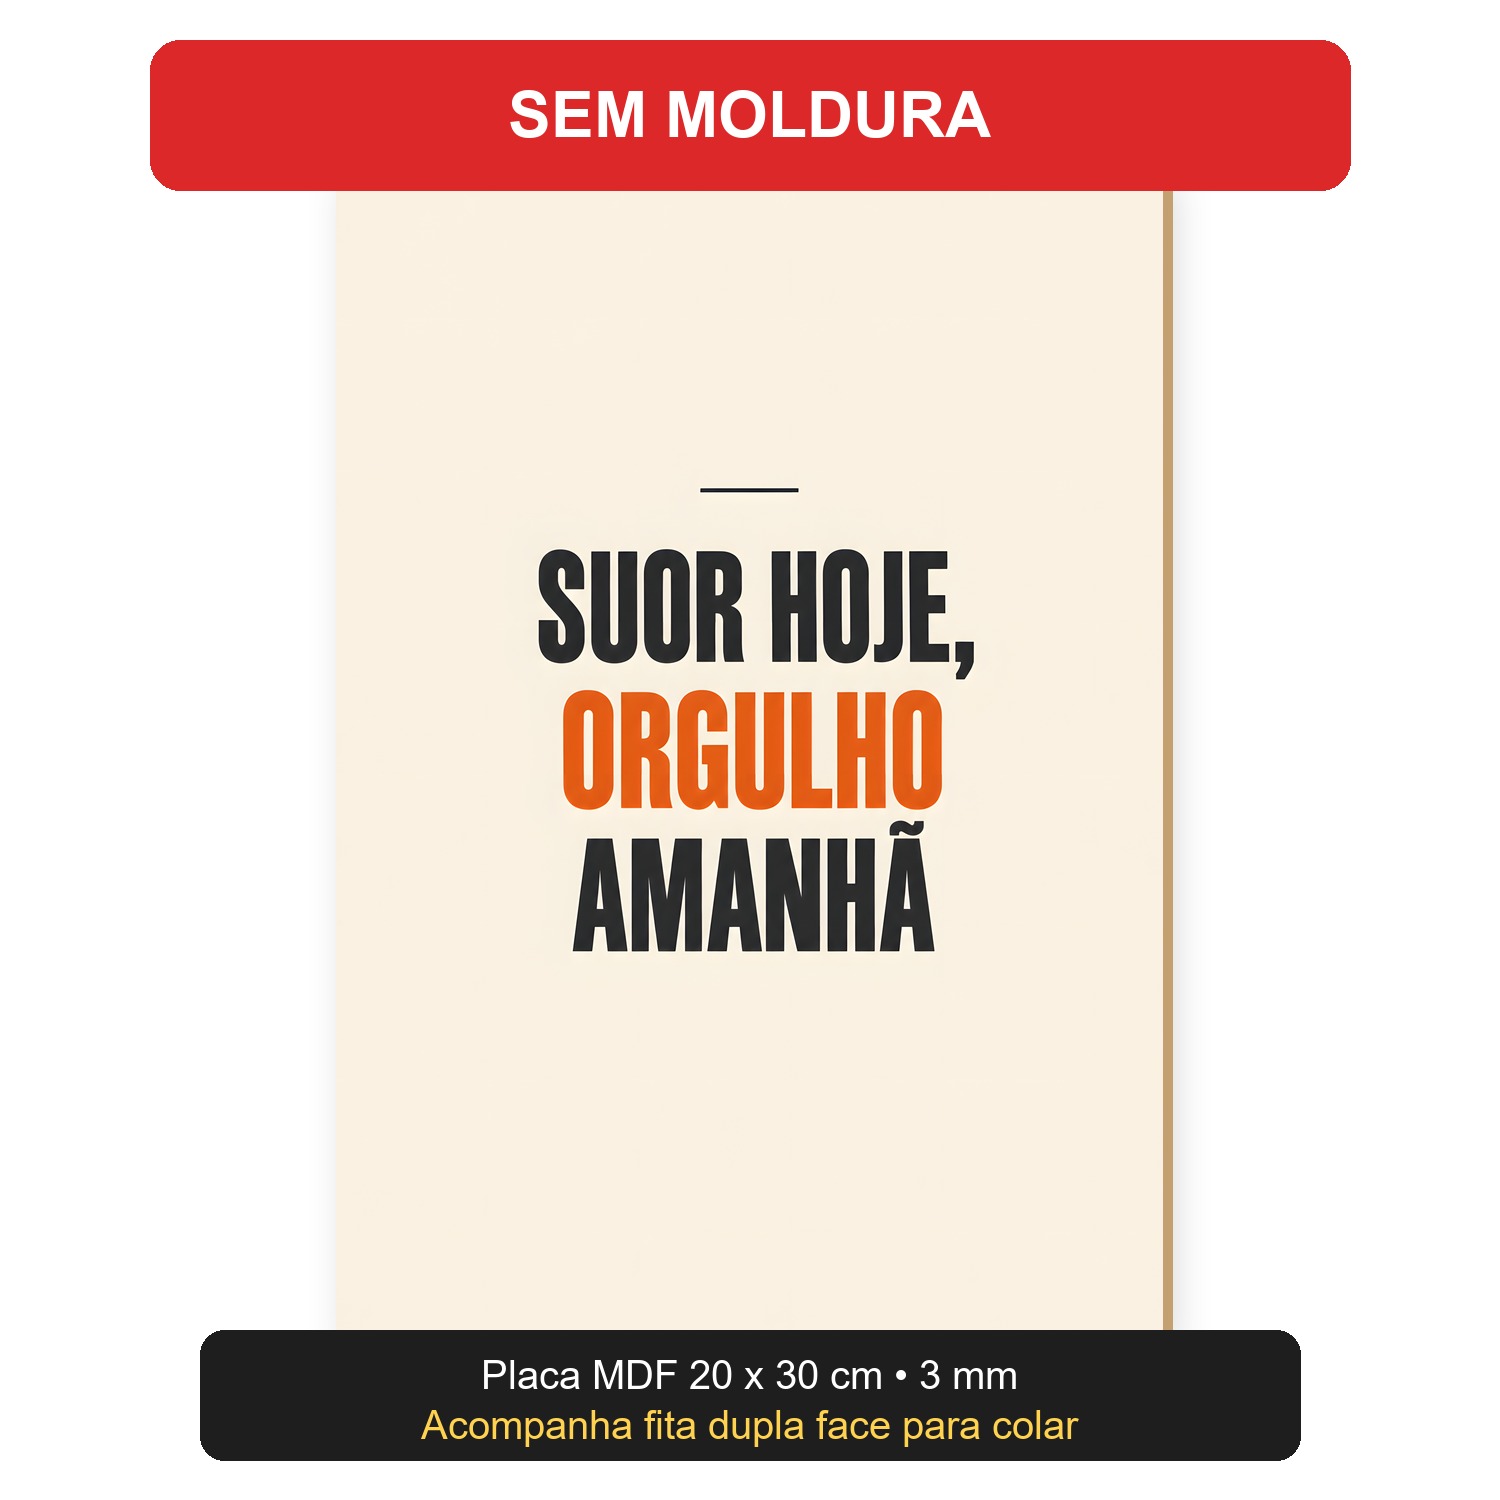 SEM MOLDURA
SUOR HOJE,
ORGULHO
AMANHÃ
Placa MDF 20 x 30 cm • 3 mm
Acompanha fita dupla face para colar